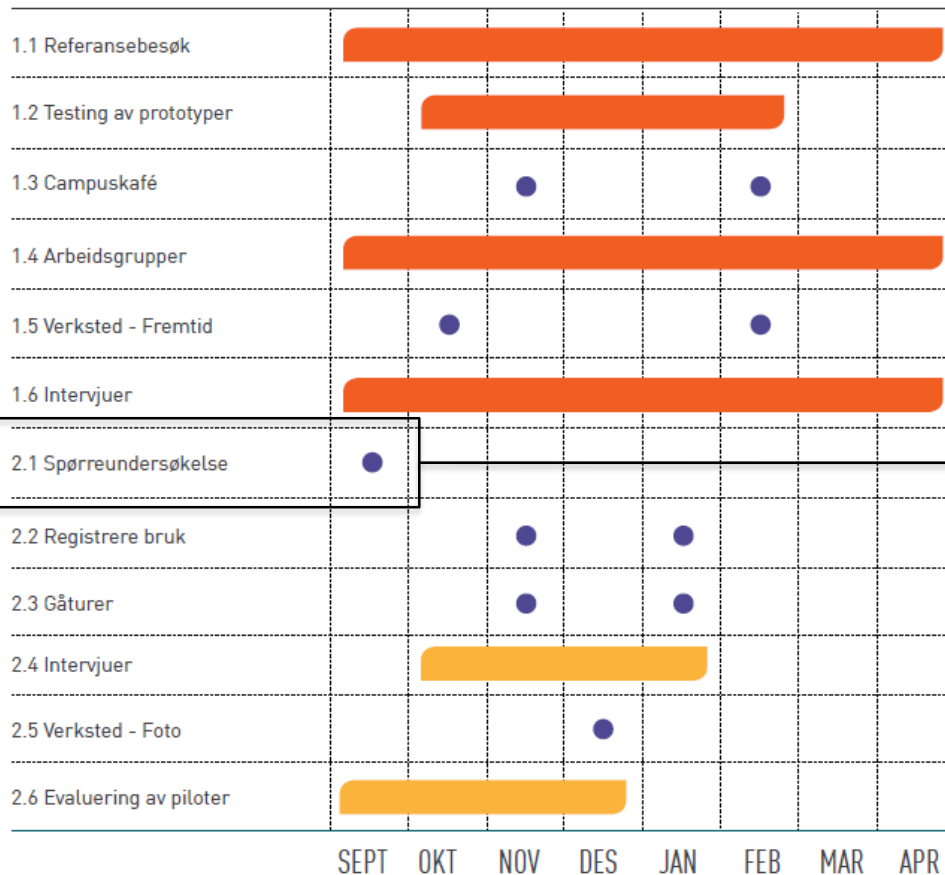 1.1 Referansebesøk
1.2 Testing av prototyper
1.3 Campuskafé
1.4 Arbeidsgrupper
1.5 Verksted - Fremtid
1.6 Intervjuer
2.1 Spørreundersøkelse
2.2 Registrere bruk
2.3 Gåturer
2.4 Intervjuer
2.5 Verksted - Foto
2.6 Evaluering av piloter
SEPT OKT NOV DES JAN FEB MAR APR